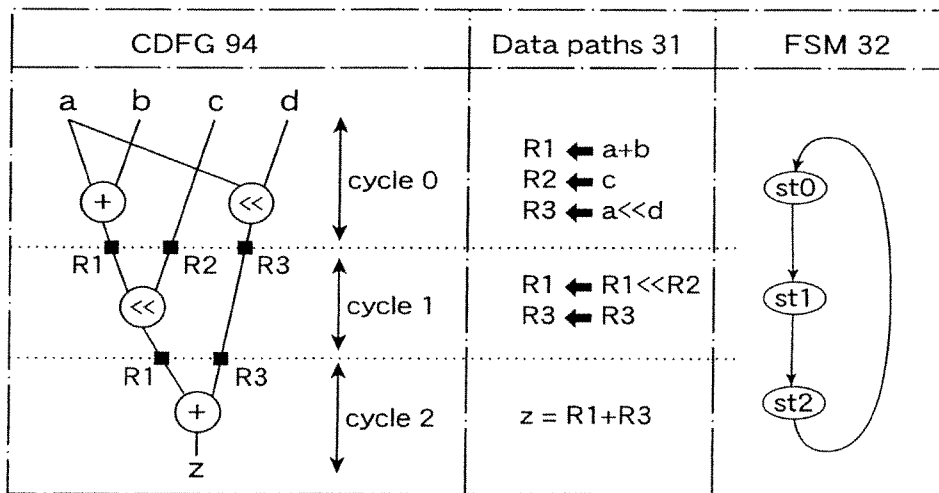 CDFG 94
Data paths 31
FSM 32
a b c d
+
<<
cycle 0
R1 R2 R3
<<
cycle 1
R1 R3
+
cycle 2
z
R1 ⬅ a+b
R2 ⬅ c
R3 ⬅ a<<d
R1 ⬅ R1<<R2
R3 ⬅ R3
z = R1+R3
st0
st1
st2